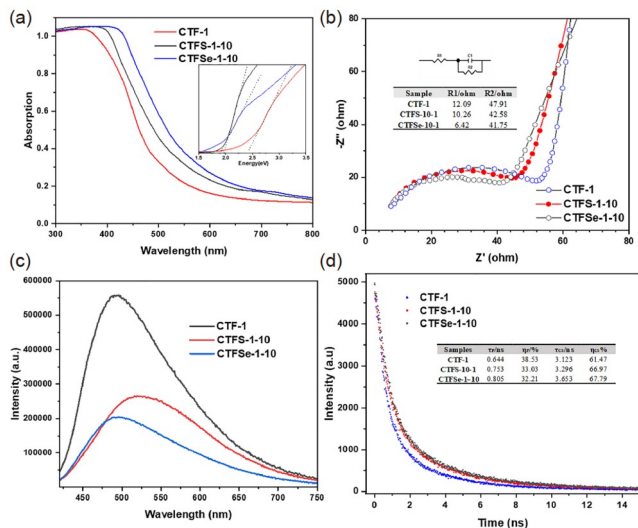 (a)
CTF-1
CTFS-1-10
CTFSe-1-10
Absorption
1.0
0.8
0.6
0.4
0.2
0.0
300 400 500 600 700 800
Wavelength (nm)
1.5 2.0 2.5 3.0 3.5
Energy(eV)
(b)
-Z'' (ohm)
80
60
40
20
0
R1 C1
R2
Sample R1/ohm R2/ohm
CTF-1 12.09 47.91
CTFS-10-1 10.26 42.58
CTFSe-10-1 6.42 41.75
CTF-1
CTFS-1-10
CTFSe-1-10
0 20 40 60 80
Z' (ohm)
(c)
Intensity (a.u.)
600000
500000
400000
300000
200000
100000
CTF-1
CTFS-1-10
CTFSe-1-10
450 500 550 600 650 700 750
Wavelength (nm)
(d)
Intensity (a.u.)
5000
4000
3000
2000
1000
0
CTF-1
CTFS-1-10
CTFSe-1-10
Samples
CTF-1 0.644 38.53 3.123 61.47
CTFS-10-1 0.753 33.03 3.296 66.97
CTFSe-1-10 0.805 32.21 3.653 67.79
0 2 4 6 8 10 12 14
Time (ns)